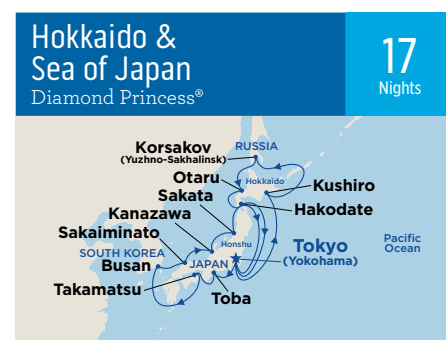 Hokkaido &
Sea of Japan
Diamond Princess®
17
Nights
Korsakov
(Yuzhno-Sakhalinsk)
RUSSIA
Otaru
Hokkaido
Kushiro
Sakata
Hakodate
Kanazawa
Sakaiminato
Honshu
Tokyo
(Yokohama)
Pacific
Ocean
SOUTH KOREA
Busan
JAPAN
Takamatsu
Toba